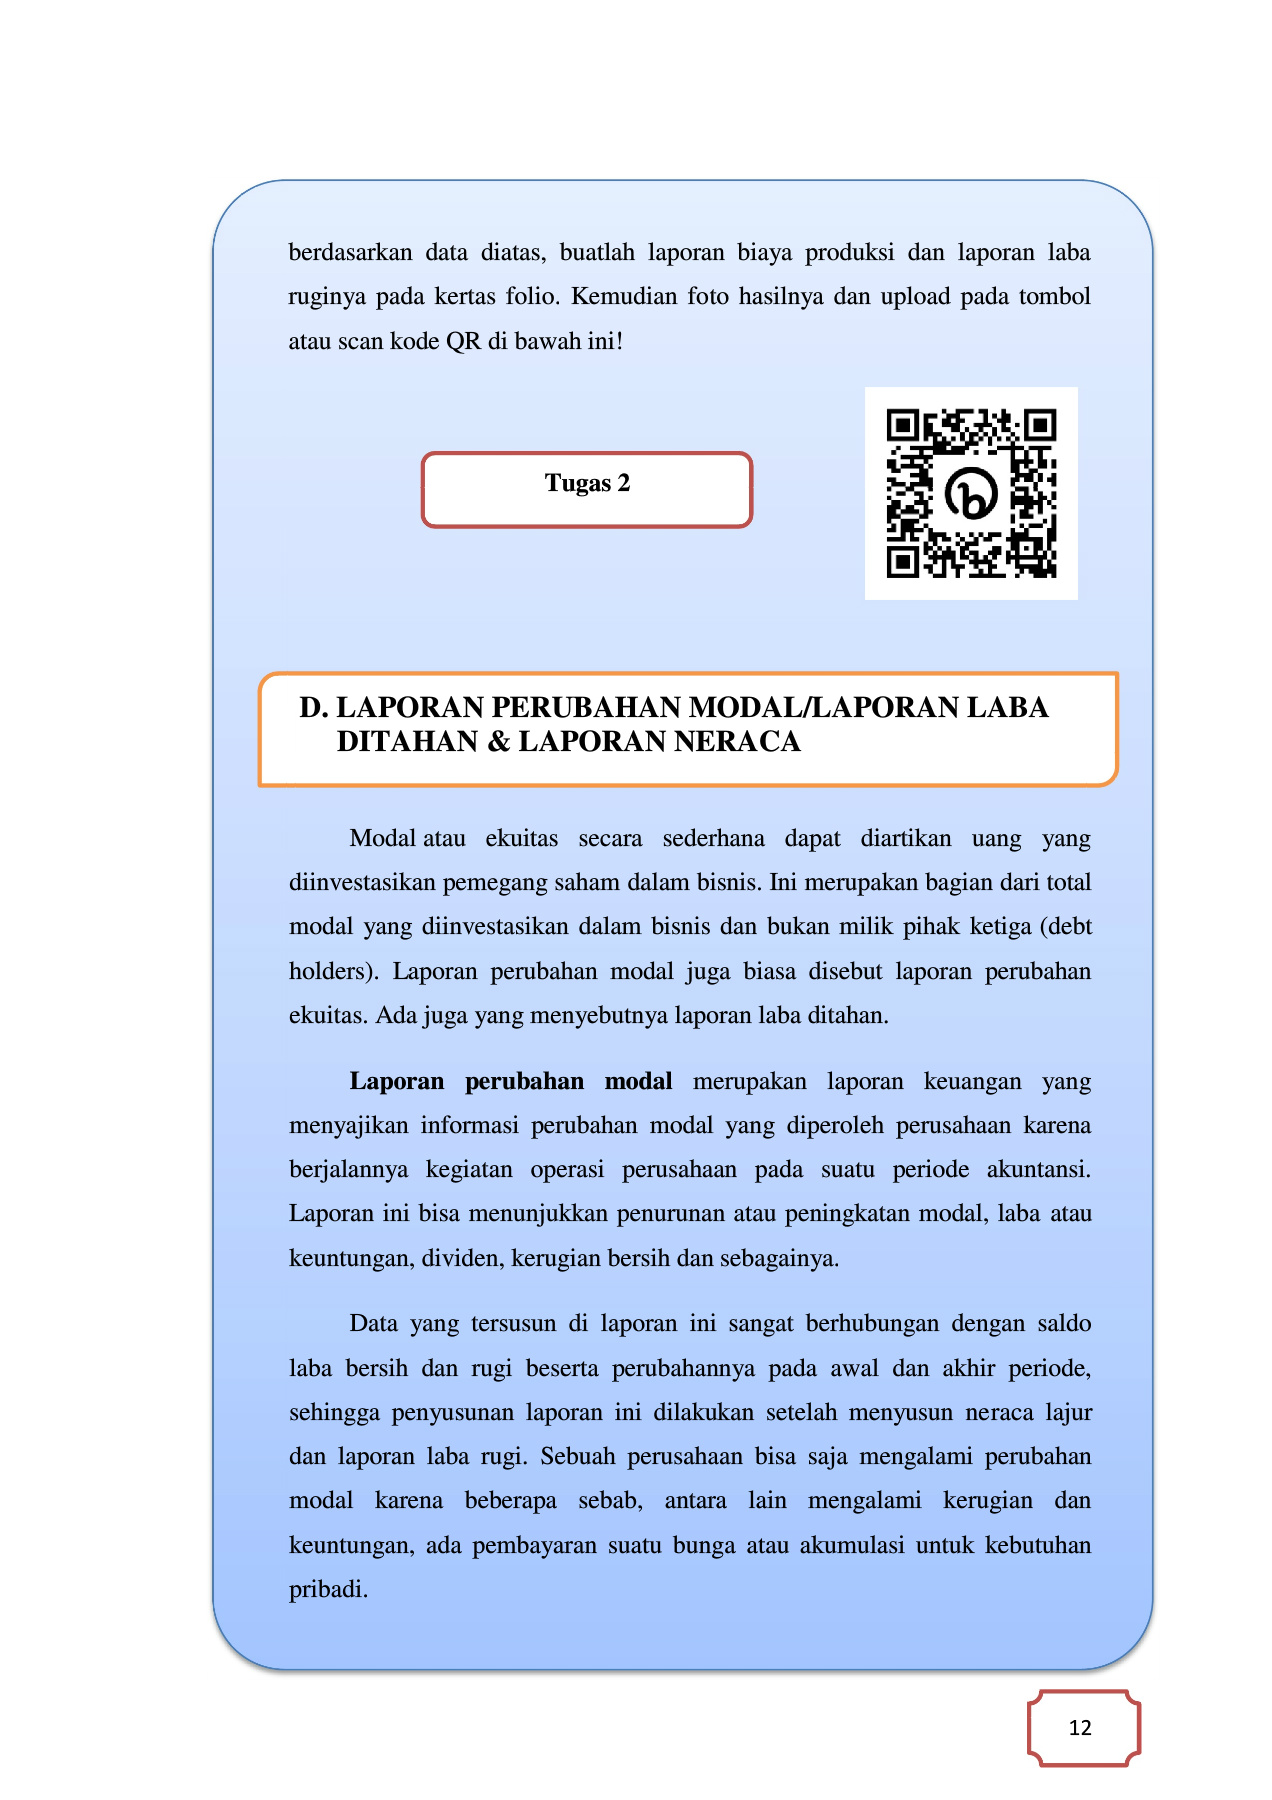 berdasarkan data diatas, buatlah laporan biaya produksi dan laporan laba
ruginya pada kertas folio. Kemudian foto hasilnya dan upload pada tombol
atau scan kode QR di bawah ini!
Tugas 2
D. LAPORAN PERUBAHAN MODAL/LAPORAN LABA
DITAHAN & LAPORAN NERACA
Modal atau ekuitas secara sederhana dapat diartikan uang yang
diinvestasikan pemegang saham dalam bisnis. Ini merupakan bagian dari total
modal yang diinvestasikan dalam bisnis dan bukan milik pihak ketiga (debt
holders). Laporan perubahan modal juga biasa disebut laporan perubahan
ekuitas. Ada juga yang menyebutnya laporan laba ditahan.
Laporan perubahan modal merupakan laporan keuangan yang
menyajikan informasi perubahan modal yang diperoleh perusahaan karena
berjalannya kegiatan operasi perusahaan pada suatu periode akuntansi.
Laporan ini bisa menunjukkan penurunan atau peningkatan modal, laba atau
keuntungan, dividen, kerugian bersih dan sebagainya.
Data yang tersusun di laporan ini sangat berhubungan dengan saldo
laba bersih dan rugi beserta perubahannya pada awal dan akhir periode,
sehingga penyusunan laporan ini dilakukan setelah menyusun neraca lajur
dan laporan laba rugi. Sebuah perusahaan bisa saja mengalami perubahan
modal karena beberapa sebab, antara lain mengalami kerugian dan
keuntungan, ada pembayaran suatu bunga atau akumulasi untuk kebutuhan
pribadi.
12